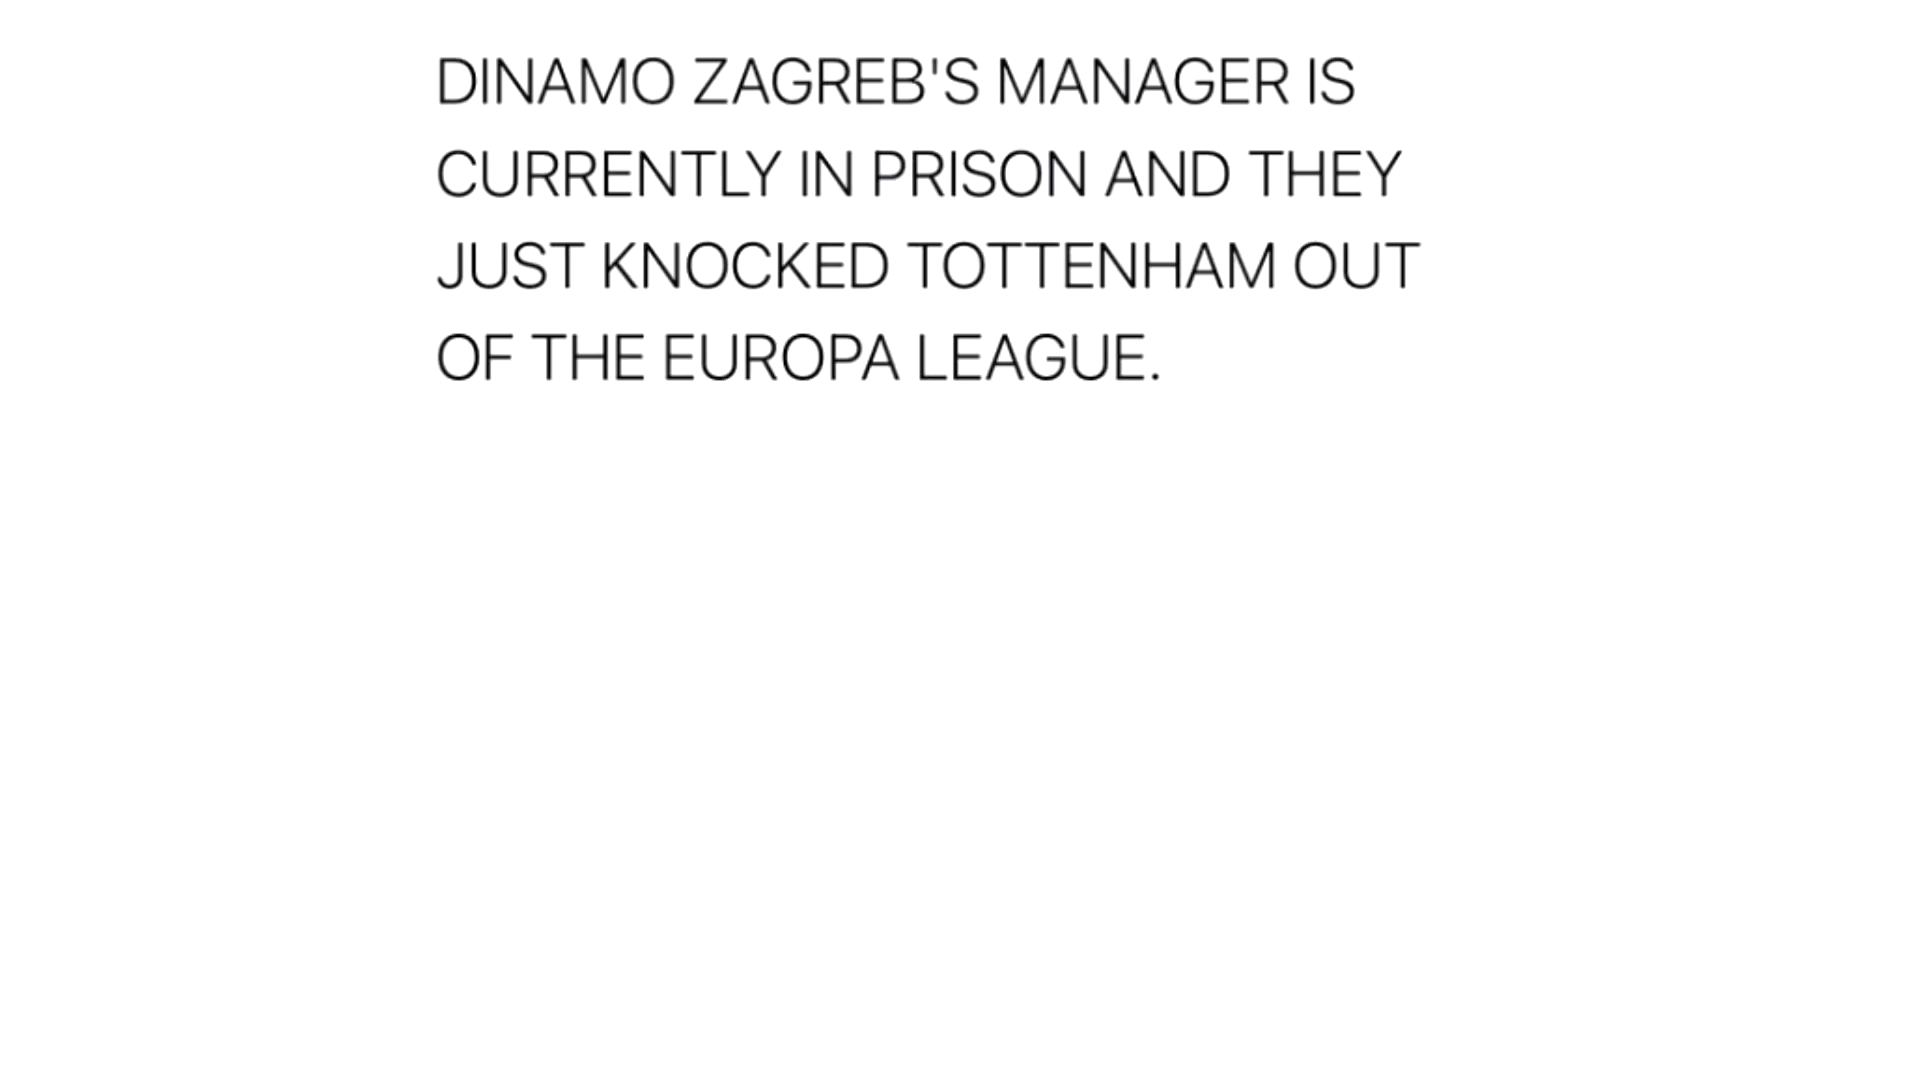 DINAMO ZAGREB'S MANAGER IS
CURRENTLY IN PRISON AND THEY
JUST KNOCKED TOTTENHAM OUT
OF THE EUROPA LEAGUE.